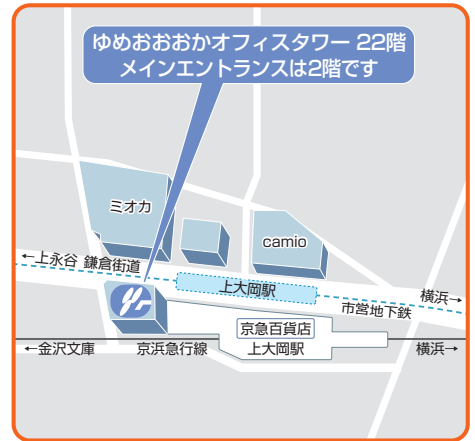 ゆめおおおかオフィスタワー 22階
メインエントランスは2階です
ミオカ
camio
←上永谷 鎌倉街道
上大岡駅
横浜→
市営地下鉄
京急百貨店
←金沢文庫 京浜急行線 上大岡駅 横浜→